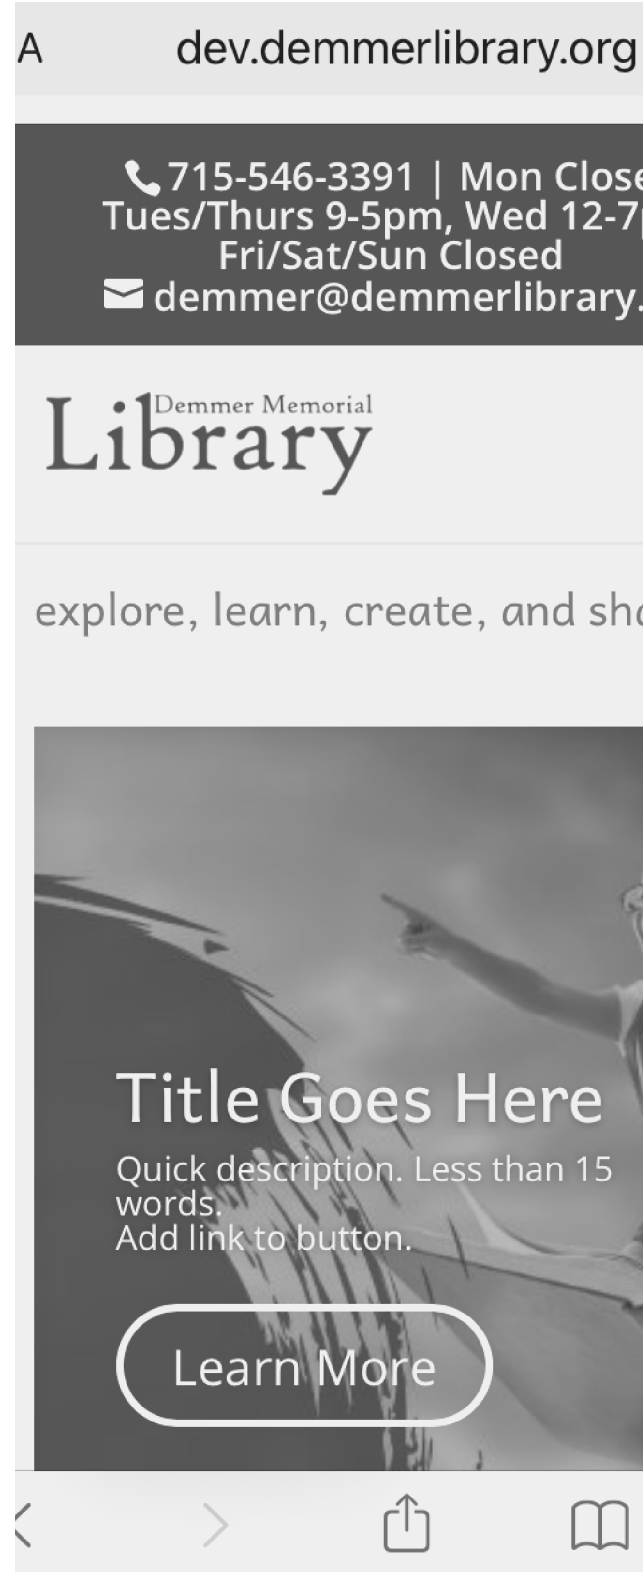 A dev.demmerlibrary.org
715-546-3391 | Mon Close
Tues/Thurs 9-5pm, Wed 12-7p
Fri/Sat/Sun Closed
demmer@demmerlibrary.
Demmer Memorial
Library
explore, learn, create, and sha
Title Goes Here
Quick description. Less than 15
words.
Add link to button.
Learn More